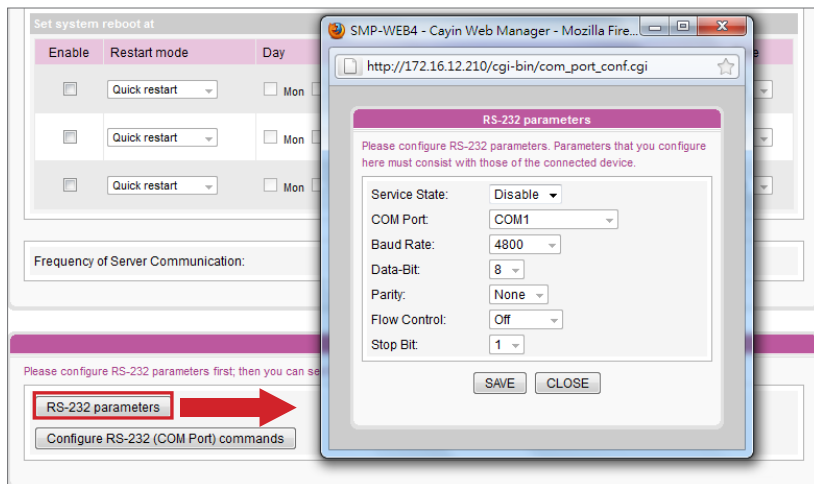 Set system reboot at
Enable Restart mode Day
Quick restart Mon
Quick restart Mon
Quick restart Mon
Frequency of Server Communication:
Please configure RS-232 parameters first; then you can se
RS-232 parameters
Configure RS-232 (COM Port) commands
SMP-WEB4 - Cayin Web Manager - Mozilla Fire...
http://172.16.12.210/cgi-bin/com_port_conf.cgi
RS-232 parameters
Please configure RS-232 parameters. Parameters that you configure
here must consist with those of the connected device.
Service State: Disable
COM Port: COM1
Baud Rate: 4800
Data-Bit: 8
Parity: None
Flow Control: Off
Stop Bit: 1
SAVE CLOSE